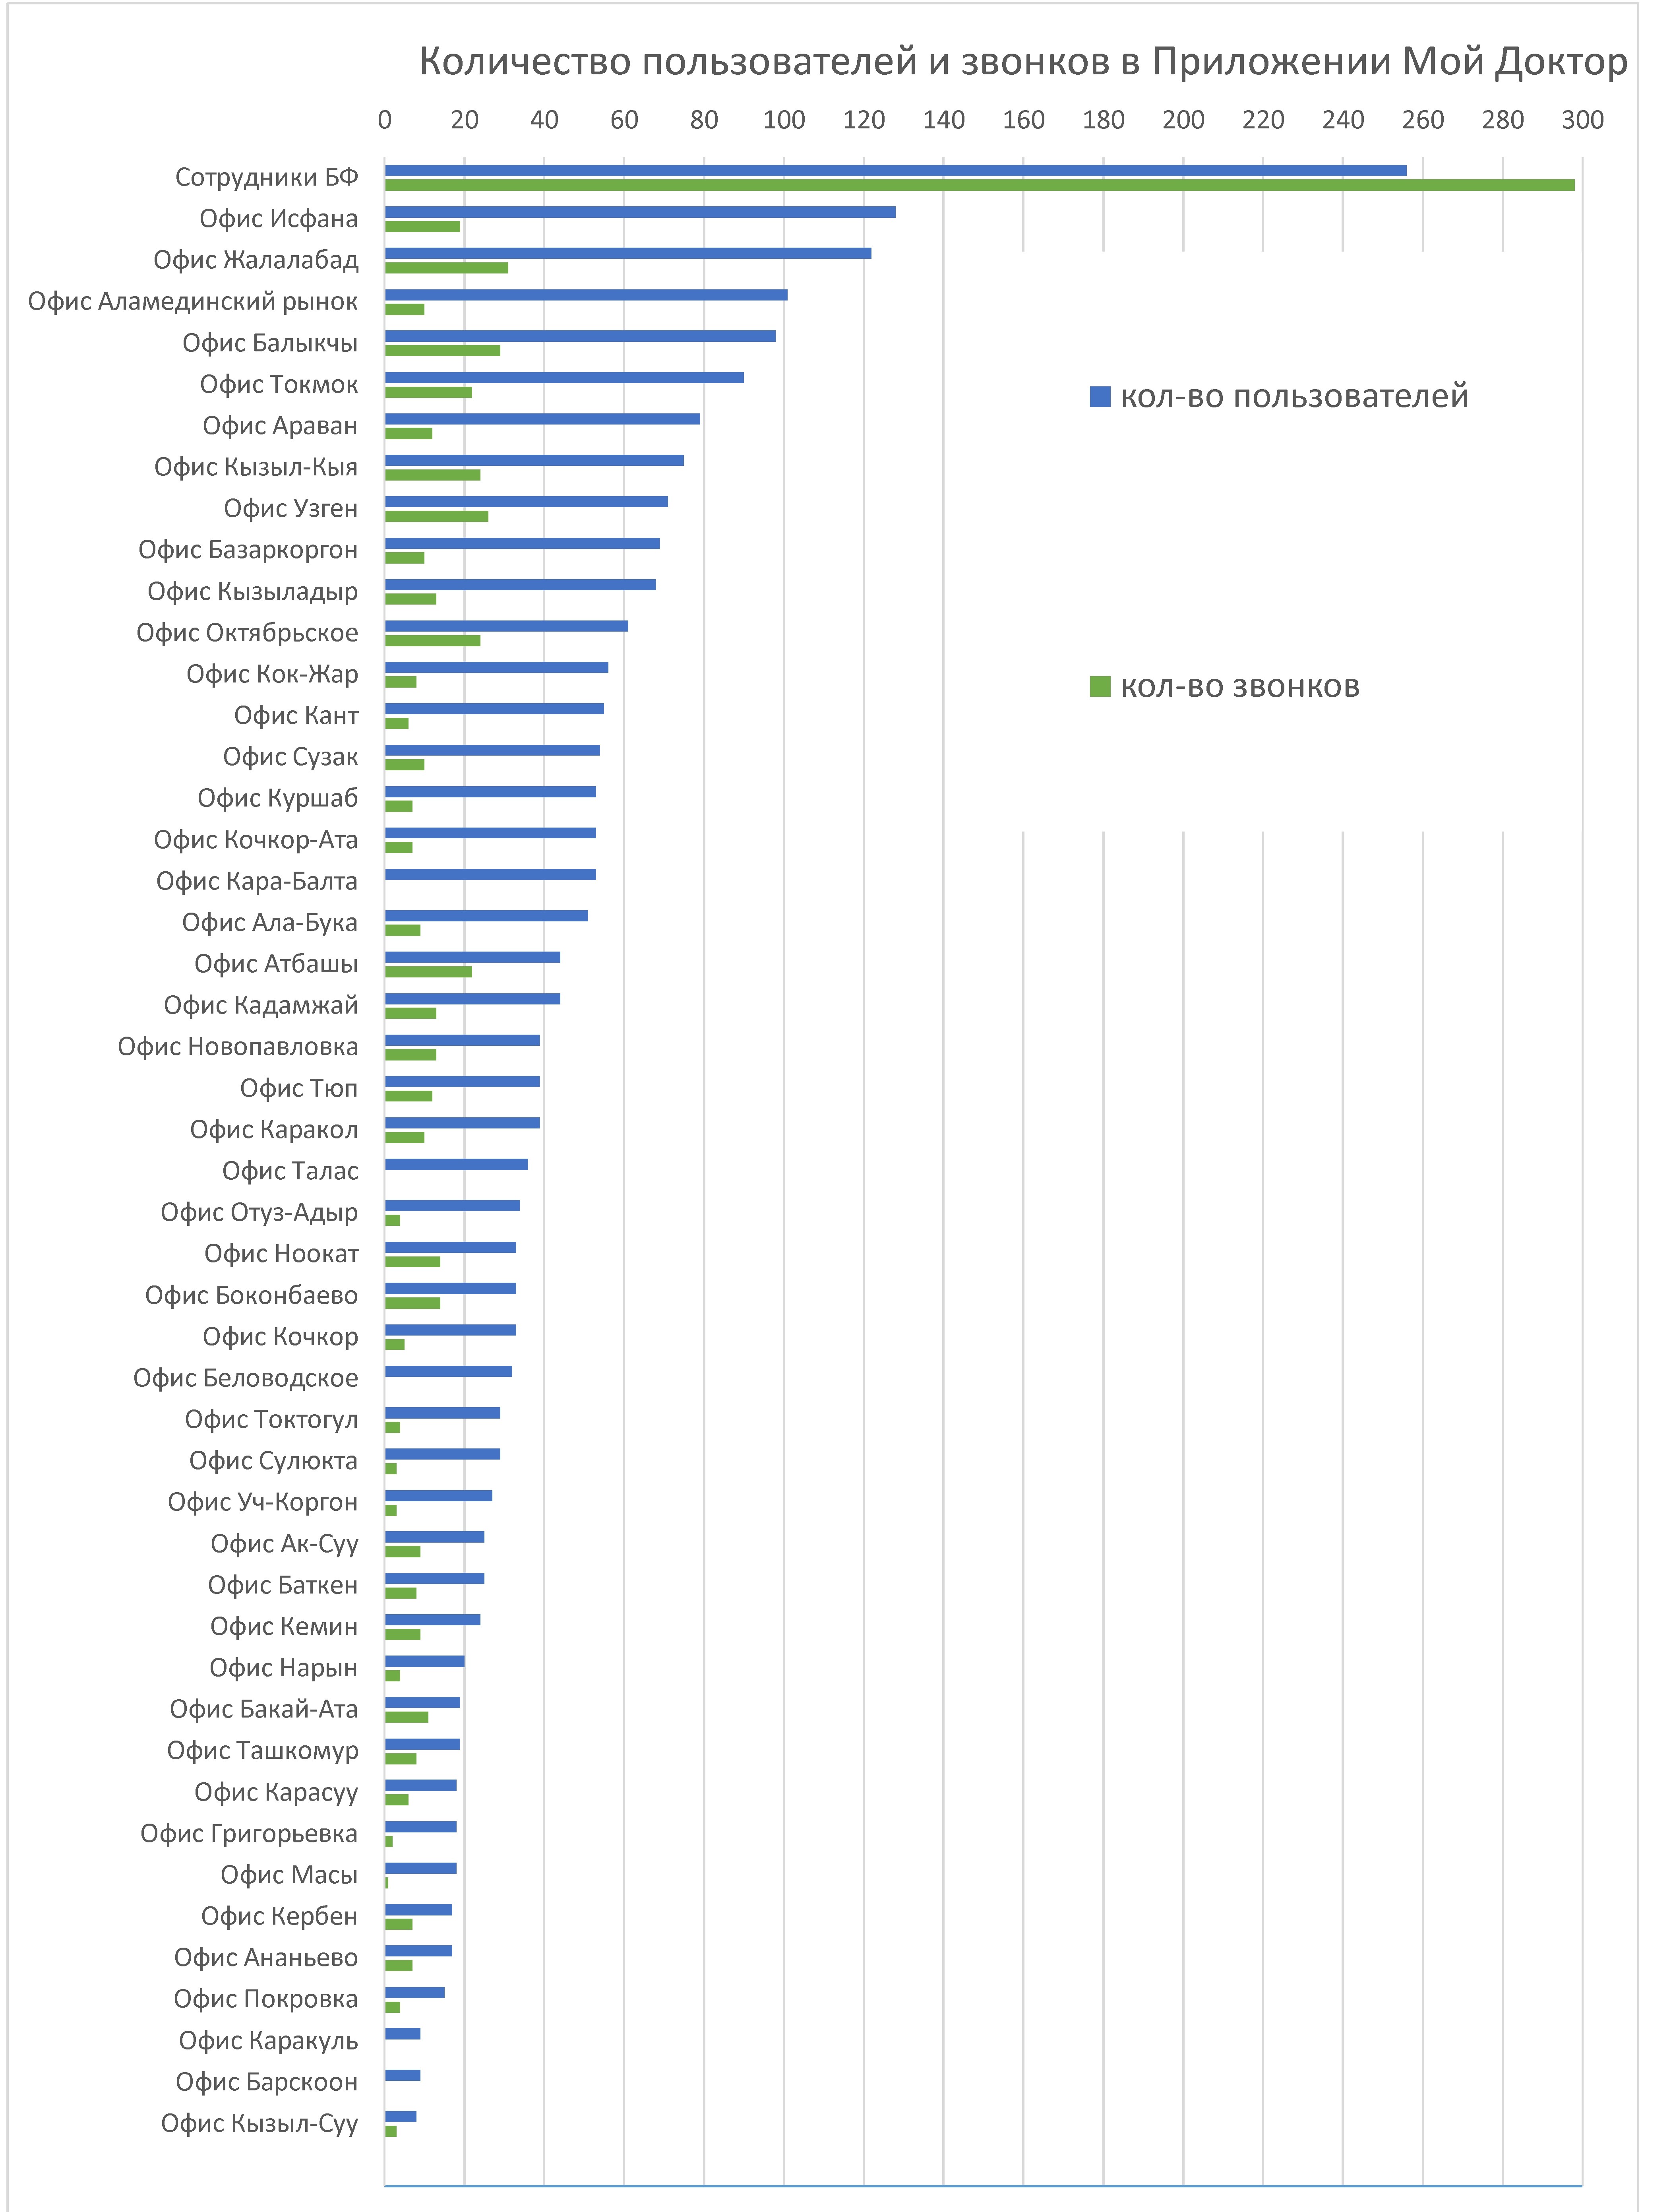 Количество пользователей и звонков в Приложении Мой Доктор
0 20 40 60 80 100 120 140 160 180 200 220 240 260 280 300
Сотрудники БФ
Офис Исфана
Офис Жалалабад
Офис Аламединский рынок
Офис Балыкчы
Офис Токмок
кол-во пользователей
Офис Араван
Офис Кызыл-Кыя
Офис Узген
Офис Базаркоргон
Офис Кызыладыр
Офис Октябрьское
Офис Кок-Жар
кол-во звонков
Офис Кант
Офис Сузак
Офис Куршаб
Офис Кочкор-Ата
Офис Кара-Балта
Офис Ала-Бука
Офис Атбашы
Офис Кадамжай
Офис Новопавловка
Офис Тюп
Офис Каракол
Офис Талас
Офис Отуз-Адыр
Офис Ноокат
Офис Боконбаево
Офис Кочкор
Офис Беловодское
Офис Токтогул
Офис Сулюкта
Офис Уч-Коргон
Офис Ак-Суу
Офис Баткен
Офис Кемин
Офис Нарын
Офис Бакай-Ата
Офис Ташкомур
Офис Карасуу
Офис Григорьевка
Офис Масы
Офис Кербен
Офис Ананьево
Офис Покровка
Офис Каракуль
Офис Барскоон
Офис Кызыл-Суу